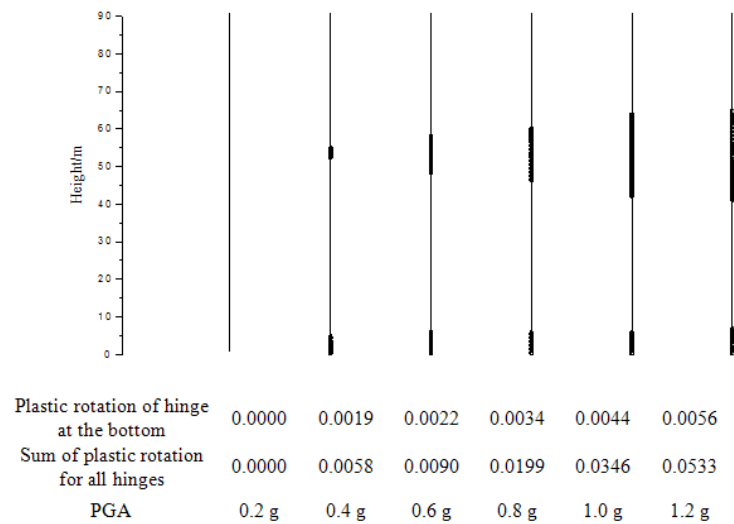 90
80
70
60
50
40
30
20
10
0
Height/m
Plastic rotation of hinge
at the bottom
0.0000 0.0019 0.0022 0.0034 0.0044 0.0056
Sum of plastic rotation
for all hinges
0.0000 0.0058 0.0090 0.0199 0.0346 0.0533
PGA 0.2 g 0.4 g 0.6 g 0.8 g 1.0 g 1.2 g